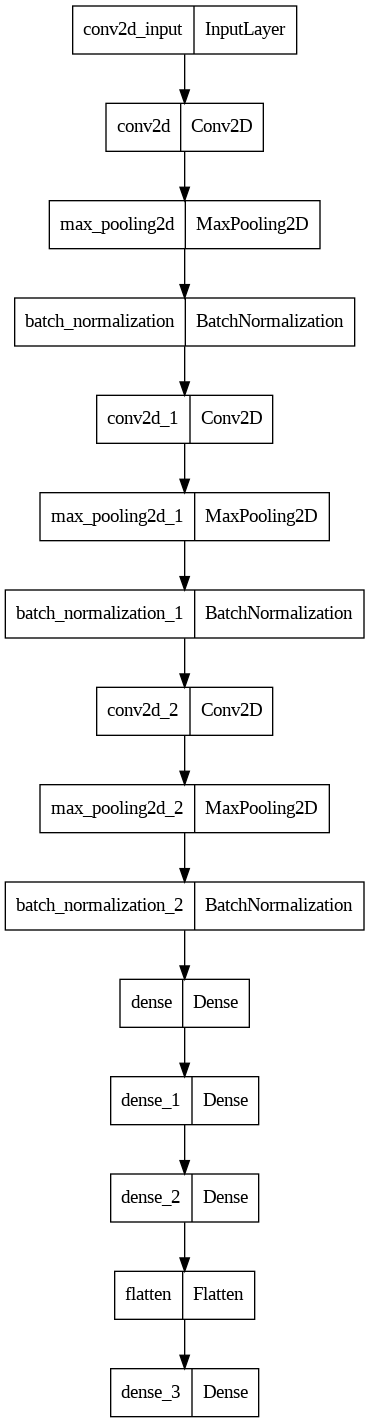 conv2d_input InputLayer
conv2d Conv2D
max_pooling2d MaxPooling2D
batch_normalization BatchNormalization
conv2d_1 Conv2D
max_pooling2d_1 MaxPooling2D
batch_normalization_1 BatchNormalization
conv2d_2 Conv2D
max_pooling2d_2 MaxPooling2D
batch_normalization_2 BatchNormalization
dense Dense
dense_1 Dense
dense_2 Dense
flatten Flatten
dense_3 Dense